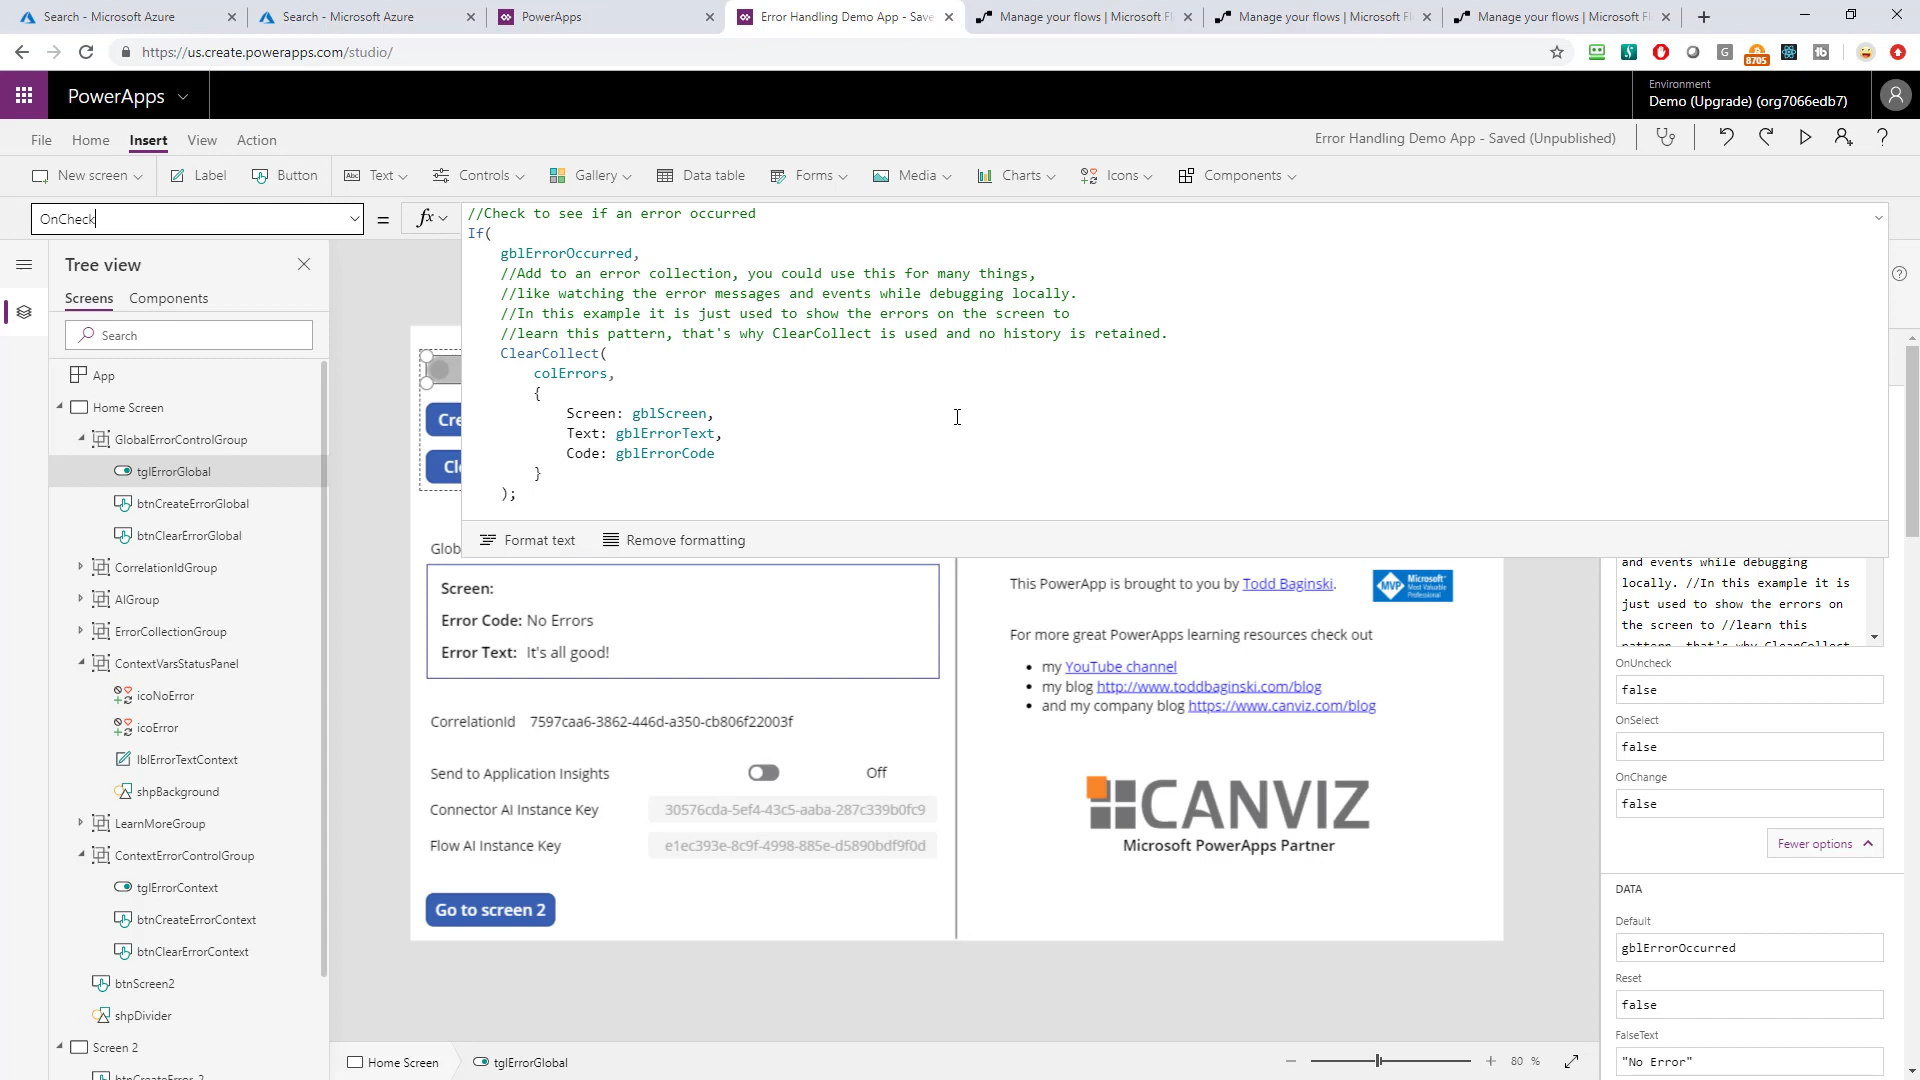 Search - Microsoft Azure
Search - Microsoft Azure
PowerApps
Error Handling Demo App - Save
Manage your flows | Microsoft Fl
Manage your flows | Microsoft Fl
Manage your flows | Microsoft Fl
https://us.create.powerapps.com/studio/
8705
PowerApps
Environment
Demo (Upgrade) (org7066edb7)
File Home Insert View Action
Error Handling Demo App - Saved (Unpublished)
New screen Label Button Text Controls Gallery Data table Forms Media Charts Icons Components
OnCheck
= fx
//Check to see if an error occurred
If(
gblErrorOccurred,
//Add to an error collection, you could use this for many things,
//like watching the error messages and events while debugging locally.
//In this example it is just used to show the errors on the screen to
//learn this pattern, that's why ClearCollect is used and no history is retained.
ClearCollect(
colErrors,
{
Screen: gblScreen,
Text: gblErrorText,
Code: gblErrorCode
}
);
Format text Remove formatting
Tree view
Screens Components
Search
App
Home Screen
GlobalErrorControlGroup
tglErrorGlobal
btnCreateErrorGlobal
btnClearErrorGlobal
CorrelationIdGroup
AIGroup
ErrorCollectionGroup
ContextVarsStatusPanel
icoNoError
icoError
lblErrorTextContext
shpBackground
LearnMoreGroup
ContextErrorControlGroup
tglErrorContext
btnCreateErrorContext
btnClearErrorContext
btnScreen2
shpDivider
Screen 2
btnCreateError_2
Cre
Cle
Glob
Screen:
Error Code: No Errors
Error Text: It's all good!
CorrelationId 7597caa6-3862-446d-a350-cb806f22003f
Send to Application Insights Off
Connector AI Instance Key 30576cda-5ef4-43c5-aaba-287c339b0fc9
Flow AI Instance Key e1ec393e-8c9f-4998-885e-d5890bdf9f0d
Go to screen 2
This PowerApp is brought to you by Todd Baginski.
MVP Microsoft Most Valuable Professional
For more great PowerApps learning resources check out
• my YouTube channel
• my blog http://www.toddbaginski.com/blog
• and my company blog https://www.canviz.com/blog
CANVIZ
Microsoft PowerApps Partner
and events while debugging
locally. //In this example it is
just used to show the errors on
the screen to //learn this
pattern, that's why ClearCollect
OnUncheck
false
OnSelect
false
OnChange
false
Fewer options
DATA
Default
gblErrorOccurred
Reset
false
FalseText
"No Error"
Home Screen tglErrorGlobal
80 %